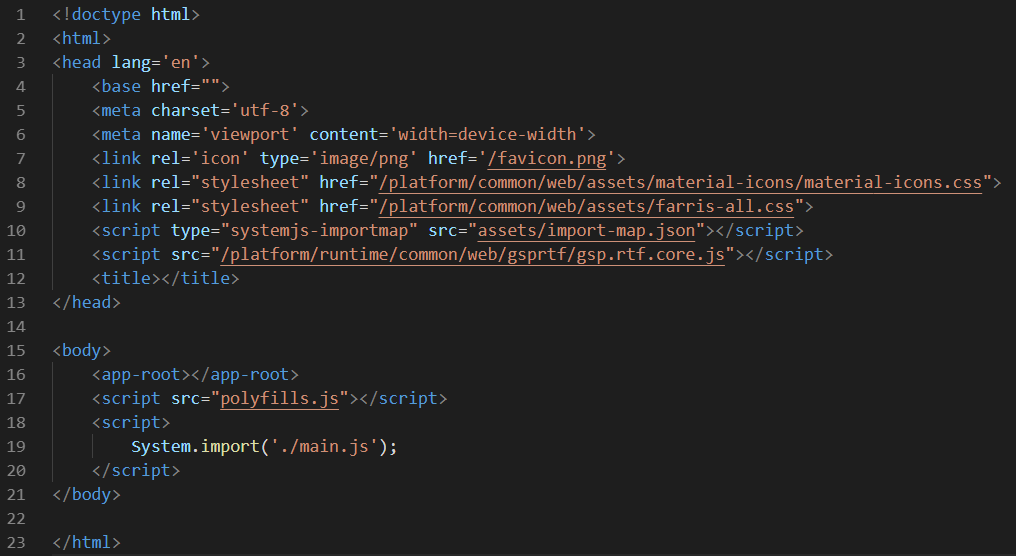 1 <!doctype html>
2 <html>
3 <head lang='en'>
4     <base href="">
5     <meta charset='utf-8'>
6     <meta name='viewport' content='width=device-width'>
7     <link rel='icon' type='image/png' href='/favicon.png'>
8     <link rel="stylesheet" href="/platform/common/web/assets/material-icons/material-icons.css">
9     <link rel="stylesheet" href="/platform/common/web/assets/farris-all.css">
10     <script type="systemjs-importmap" src="assets/import-map.json"></script>
11     <script src="/platform/runtime/common/web/gsprtf/gsp.rtf.core.js"></script>
12     <title></title>
13 </head>
14
15 <body>
16     <app-root></app-root>
17     <script src="polyfills.js"></script>
18     <script>
19         System.import('./main.js');
20     </script>
21 </body>
22
23 </html>